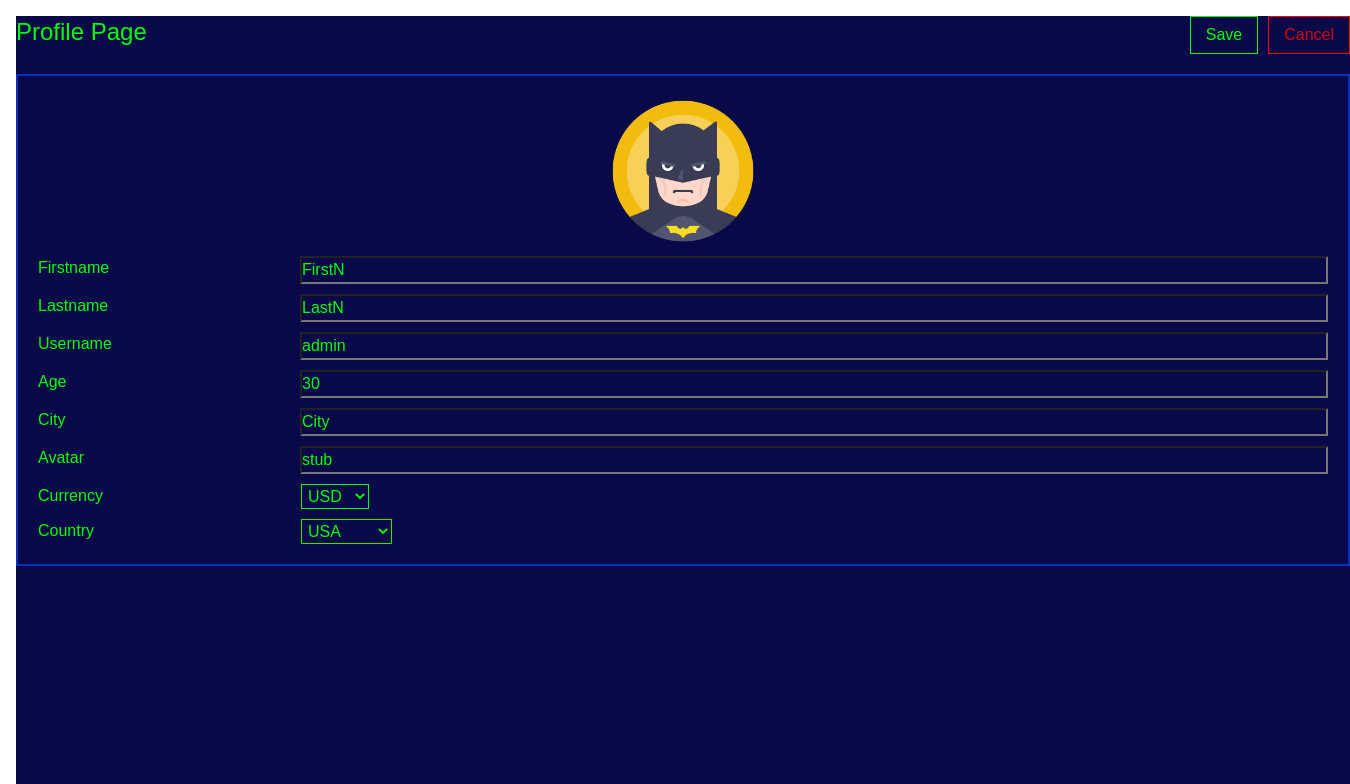 Profile Page Save Cancel
Firstname FirstN
Lastname LastN
Username admin
Age 30
City City
Avatar stub
Currency USD
Country USA